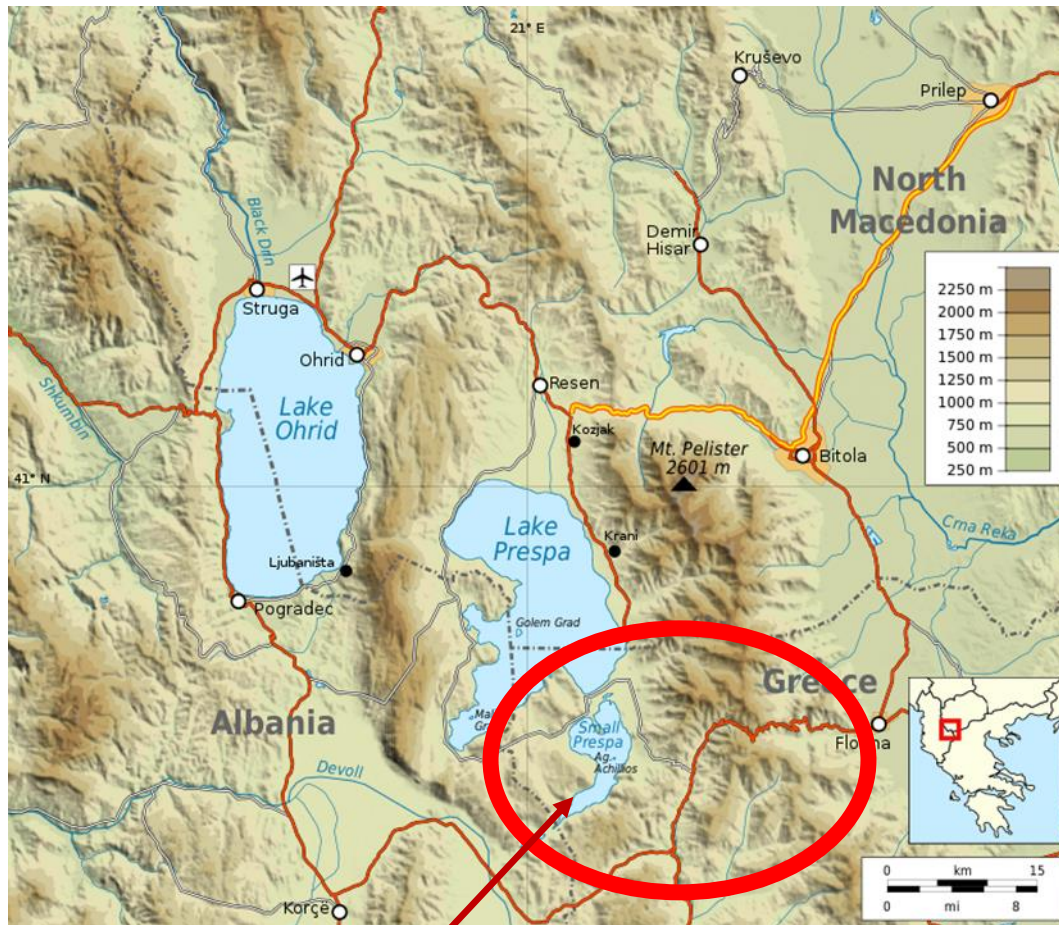 21° E
Kruševo
Prilep
North
Macedonia
Black Drin
Demir
Hisar
2250 m
2000 m
1750 m
1500 m
1250 m
1000 m
750 m
500 m
250 m
Struga
Ohrid
Resen
Shkumbin
Lake
Ohrid
Kozjak
Mt. Pelister
2601 m
Bitola
41° N
Lake
Prespa
Crna Reka
Krani
Ljubaništa
Pogradec
Golem Grad
Greece
Albania
Small
Prespa
Ag.
Achillios
Devoll
Korçë
0 km 15
0 mi 8